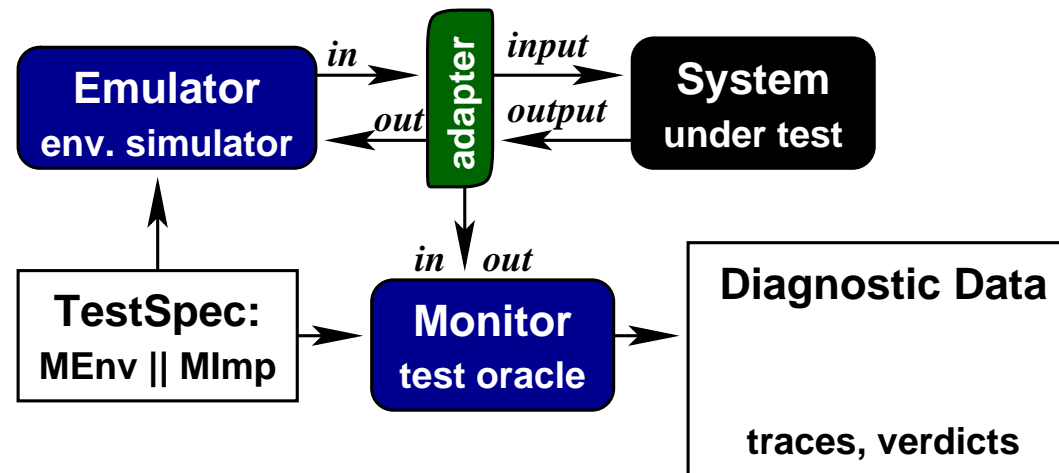 Emulator
env. simulator
in
out
adapter
input
output
System
under test
TestSpec:
MEnv || MImp
in out
Monitor
test oracle
Diagnostic Data
traces, verdicts